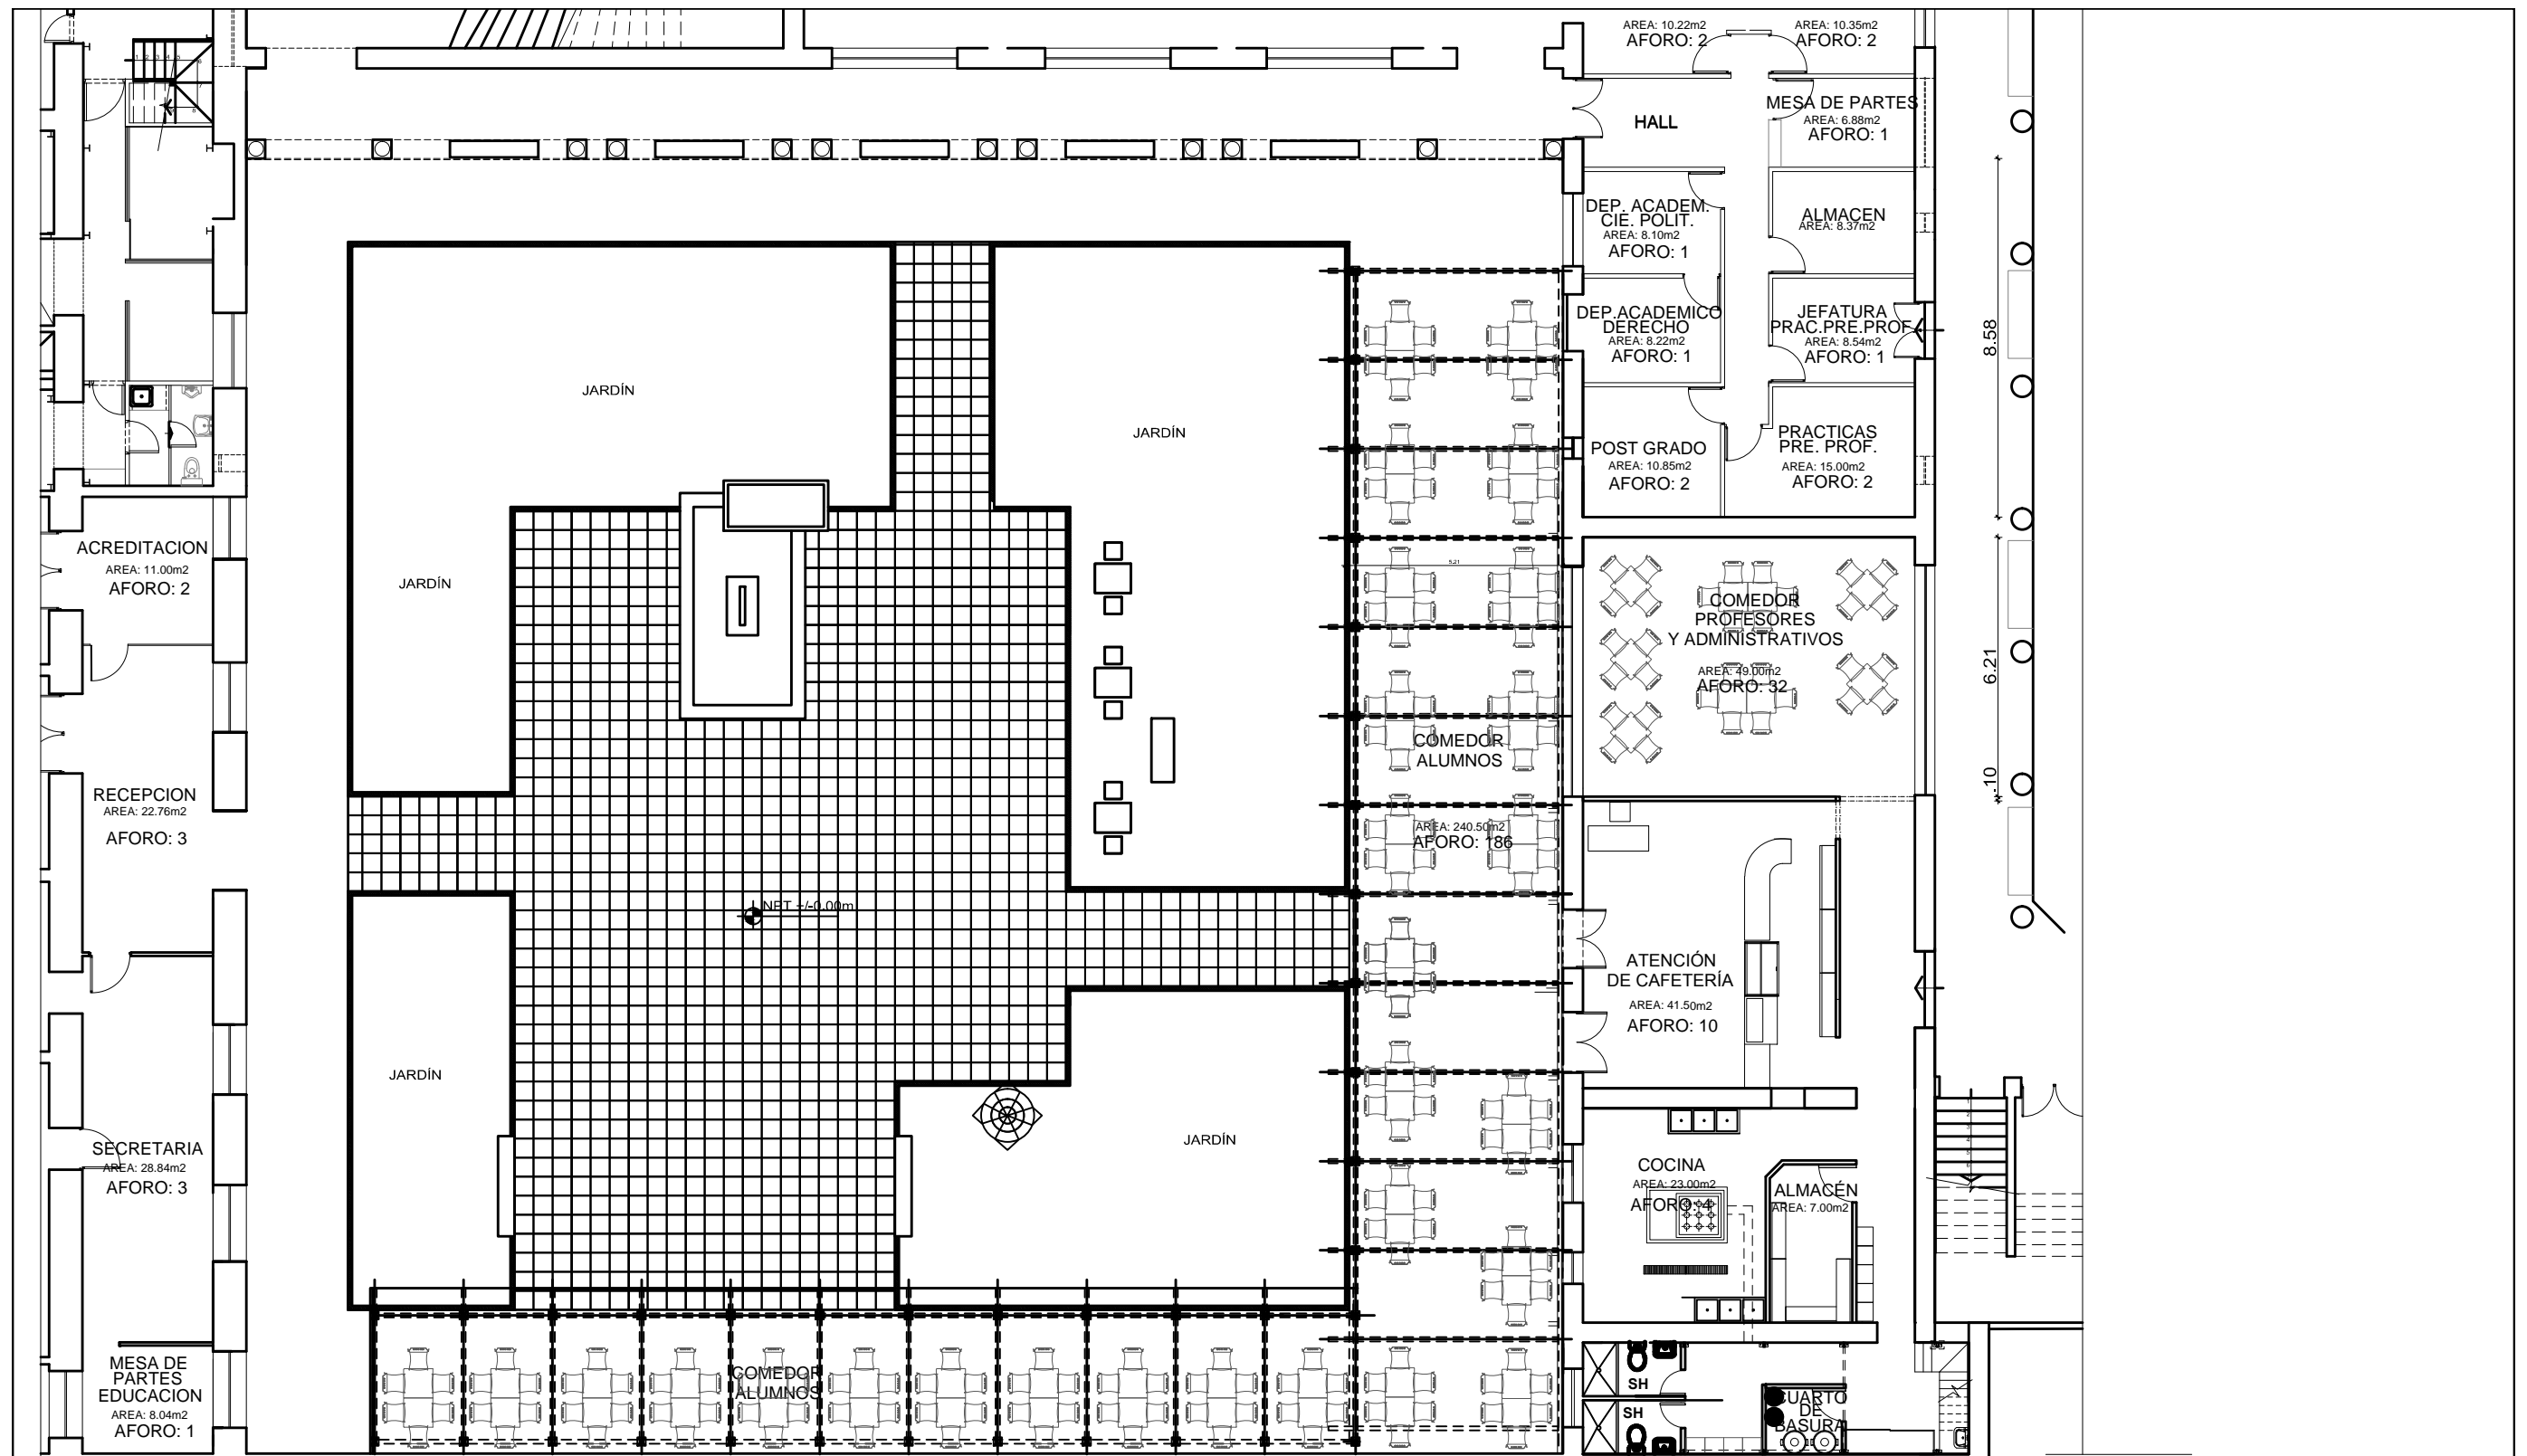 AREA: 10.22m2
AFORO: 2
AREA: 10.35m2
AFORO: 2
HALL
MESA DE PARTES
AREA: 6.88m2
AFORO: 1
DEP. ACADEM.
CIE. POLIT.
AREA: 8.10m2
AFORO: 1
ALMACEN
AREA: 8.37m2
DEP.ACADEMICO
DERECHO
AREA: 8.22m2
AFORO: 1
JEFATURA
PRAC.PRE.PROF.
AREA: 8.54m2
AFORO: 1
8.58
JARDÍN
JARDÍN
POST GRADO
AREA: 10.85m2
AFORO: 2
PRACTICAS
PRE. PROF.
AREA: 15.00m2
AFORO: 2
ACREDITACION
AREA: 11.00m2
AFORO: 2
JARDÍN
5.21
COMEDOR
PROFESORES
Y ADMINISTRATIVOS
AREA: 49.00m2
AFORO: 32
6.21
.10
COMEDOR
ALUMNOS
AREA: 240.50m2
AFORO: 186
RECEPCION
AREA: 22.76m2
AFORO: 3
NPT +/-0.00m
ATENCIÓN
DE CAFETERÍA
AREA: 41.50m2
AFORO: 10
JARDÍN
JARDÍN
SECRETARIA
AREA: 28.84m2
AFORO: 3
COCINA
AREA: 23.00m2
AFORO: 4
ALMACÉN
AREA: 7.00m2
MESA DE
PARTES
EDUCACION
AREA: 8.04m2
AFORO: 1
COMEDOR
ALUMNOS
SH
SH
CUARTO
DE
BASURA